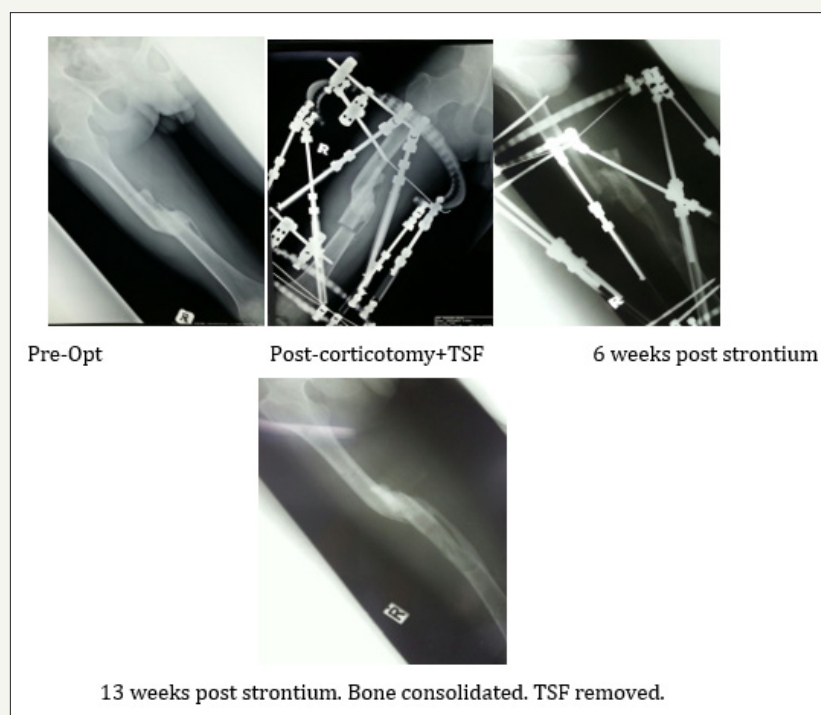 R
R
R
R
Pre-Opt Post-corticotomy+TSF 6 weeks post strontium
R
13 weeks post strontium. Bone consolidated. TSF removed.